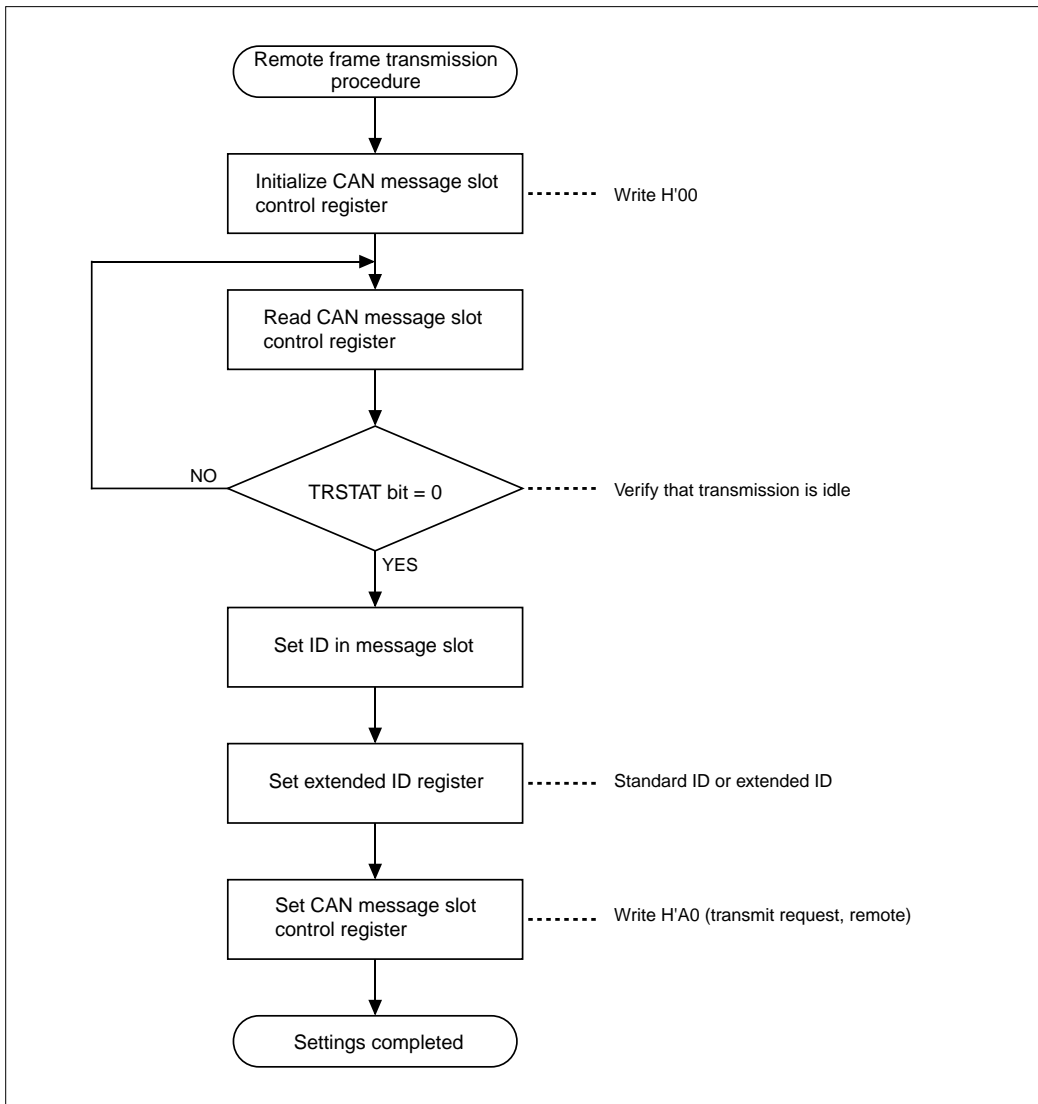 Remote frame transmission
procedure
Initialize CAN message slot
control register
Write H'00
Read CAN message slot
control register
NO
TRSTAT bit = 0
Verify that transmission is idle
YES
Set ID in message slot
Set extended ID register
Standard ID or extended ID
Set CAN message slot
control register
Write H'A0 (transmit request, remote)
Settings completed